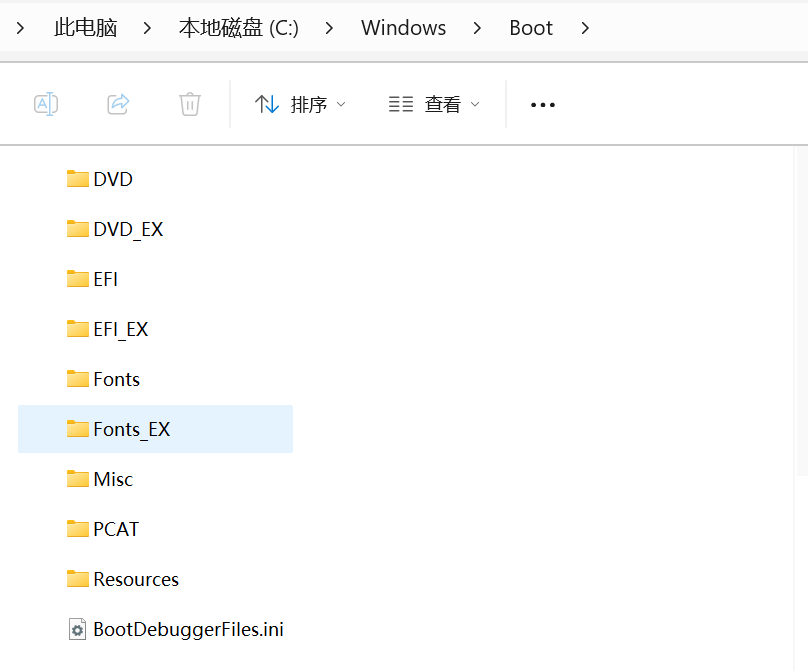 此电脑 本地磁盘 (C:) Windows Boot
排序 查看
DVD
DVD_EX
EFI
EFI_EX
Fonts
Fonts_EX
Misc
PCAT
Resources
BootDebuggerFiles.ini